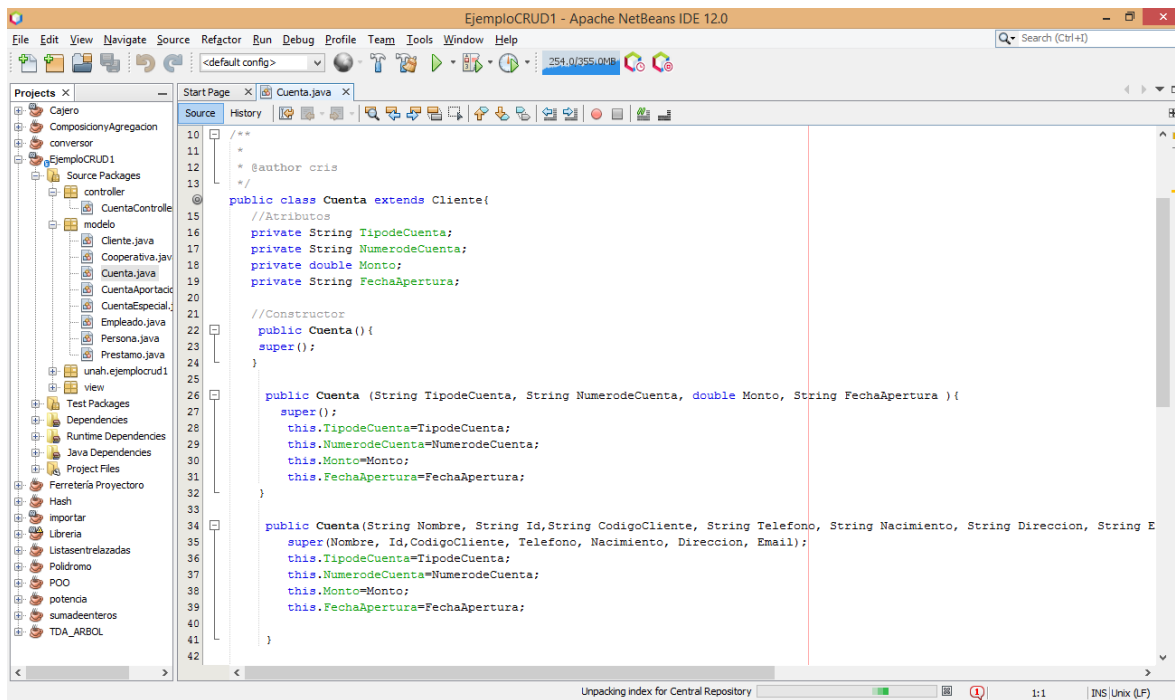 EjemploCRUD1 - Apache NetBeans IDE 12.0
File Edit View Navigate Source Refactor Run Debug Profile Team Tools Window Help
Search (Ctrl+I)
<default config>
254.0/355.0MB
Projects
Start Page
Cuenta.java
Source History
Cajero
ComposicionyAgregacion
conversor
EjemploCRUD1
Source Packages
controller
CuentaControlle
modelo
Cliente.java
Cooperativa.jav
Cuenta.java
CuentaAportacic
CuentaEspecial.j
Empleado.java
Persona.java
Prestamo.java
unah.ejemplocrud1
view
Test Packages
Dependencies
Runtime Dependencies
Java Dependencies
Project Files
Ferretería Proyectoro
Hash
importar
Libreria
Listasentrelazadas
Polidromo
POO
potencia
sumadeenteros
TDA_ARBOL
10 /**
11 *
12 * @author cris
13 */
public class Cuenta extends Cliente{
15 //Atributos
16 private String TipodeCuenta;
17 private String NumerodeCuenta;
18 private double Monto;
19 private String FechaApertura;
20
21 //Constructor
22 public Cuenta(){
23 super();
24 }
25
26 public Cuenta (String TipodeCuenta, String NumerodeCuenta, double Monto, String FechaApertura ){
27 super();
28 this.TipodeCuenta=TipodeCuenta;
29 this.NumerodeCuenta=NumerodeCuenta;
30 this.Monto=Monto;
31 this.FechaApertura=FechaApertura;
32 }
33
34 public Cuenta(String Nombre, String Id,String CodigoCliente, String Telefono, String Nacimiento, String Direccion, String E
35 super(Nombre, Id,CodigoCliente, Telefono, Nacimiento, Direccion, Email);
36 this.TipodeCuenta=TipodeCuenta;
37 this.NumerodeCuenta=NumerodeCuenta;
38 this.Monto=Monto;
39 this.FechaApertura=FechaApertura;
40
41 }
42
Unpacking index for Central Repository
1
1:1
INS Unix (LF)